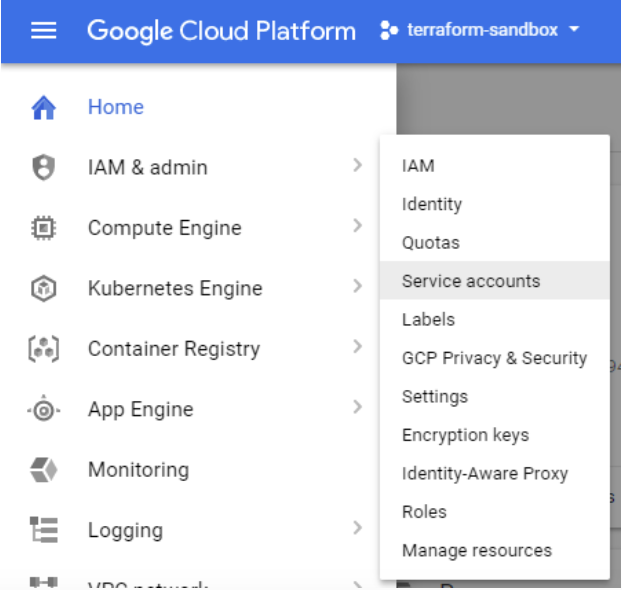 Google Cloud Platform terraform-sandbox
Home
IAM & admin
Compute Engine
Kubernetes Engine
Container Registry
App Engine
Monitoring
Logging
VPC network
IAM
Identity
Quotas
Service accounts
Labels
GCP Privacy & Security
Settings
Encryption keys
Identity-Aware Proxy
Roles
Manage resources